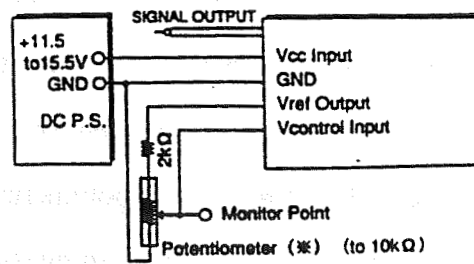 SIGNAL OUTPUT
+11.5
to15.5V
GND
DC P.S.
Vcc Input
GND
Vref Output
Vcontrol Input
※ 2kΩ
Monitor Point
Potentiometer (※) (to 10kΩ)